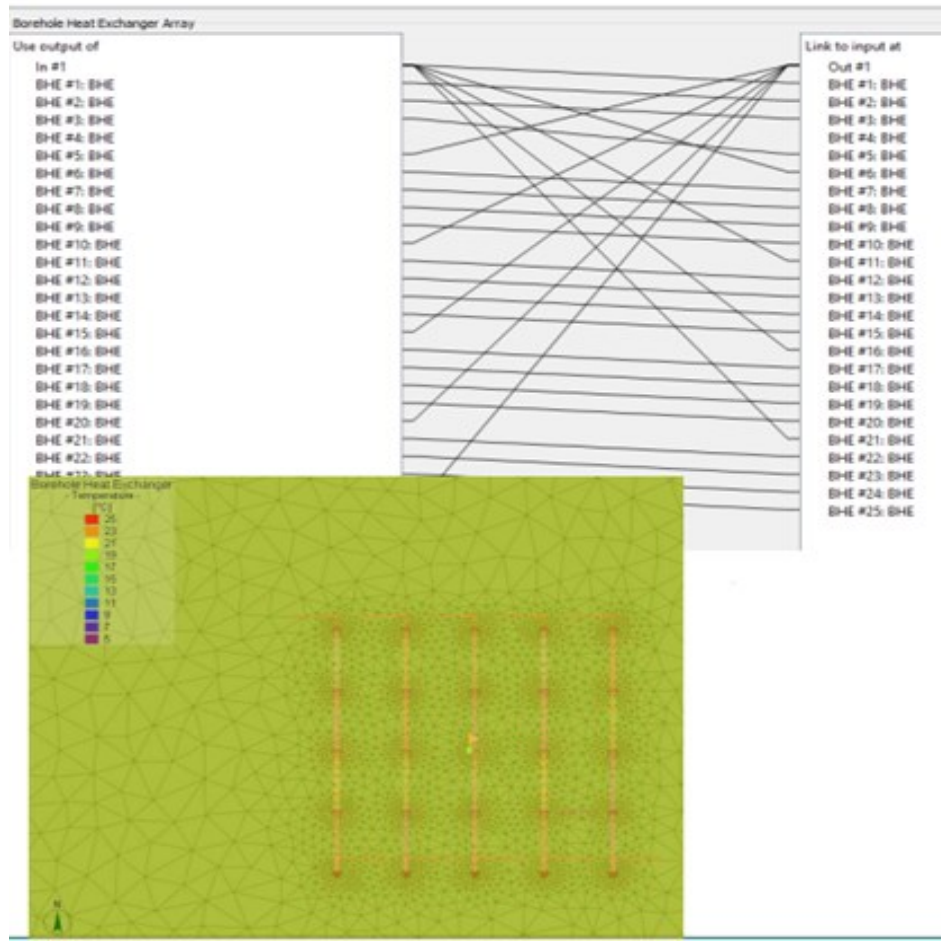 Borehole Heat Exchanger Array
Use output of
In #1
BHE #1: BHE
BHE #2: BHE
BHE #3: BHE
BHE #4: BHE
BHE #5: BHE
BHE #6: BHE
BHE #7: BHE
BHE #8: BHE
BHE #9: BHE
BHE #10: BHE
BHE #11: BHE
BHE #12: BHE
BHE #13: BHE
BHE #14: BHE
BHE #15: BHE
BHE #16: BHE
BHE #17: BHE
BHE #18: BHE
BHE #19: BHE
BHE #20: BHE
BHE #21: BHE
BHE #22: BHE
Link to input at
Out #1
BHE #1: BHE
BHE #2: BHE
BHE #3: BHE
BHE #4: BHE
BHE #5: BHE
BHE #6: BHE
BHE #7: BHE
BHE #8: BHE
BHE #9: BHE
BHE #10: BHE
BHE #11: BHE
BHE #12: BHE
BHE #13: BHE
BHE #14: BHE
BHE #15: BHE
BHE #16: BHE
BHE #17: BHE
BHE #18: BHE
BHE #19: BHE
BHE #20: BHE
BHE #21: BHE
BHE #22: BHE
BHE #23: BHE
BHE #24: BHE
BHE #25: BHE
Borehole Heat Exchanger
- Temperature -
[°C]
25
23
21
19
17
15
13
11
9
7
5
N